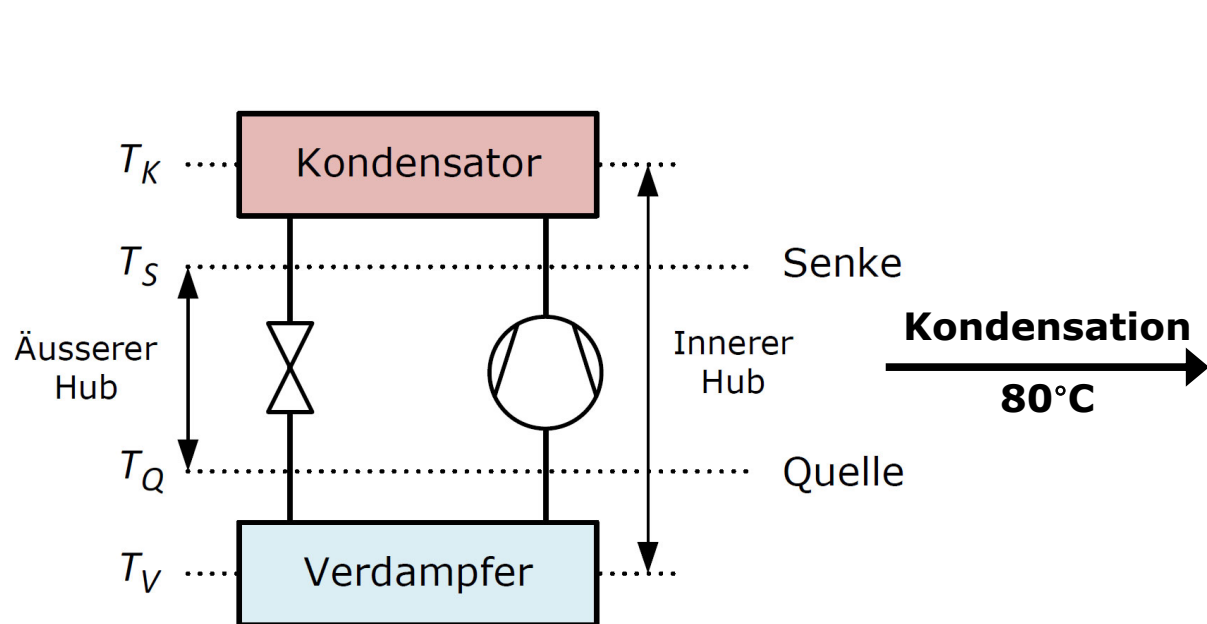 Kondensator
T_K
T_S
Senke
Äusserer
Hub
Innerer
Hub
Kondensation
80°C
T_Q
Quelle
T_V
Verdampfer